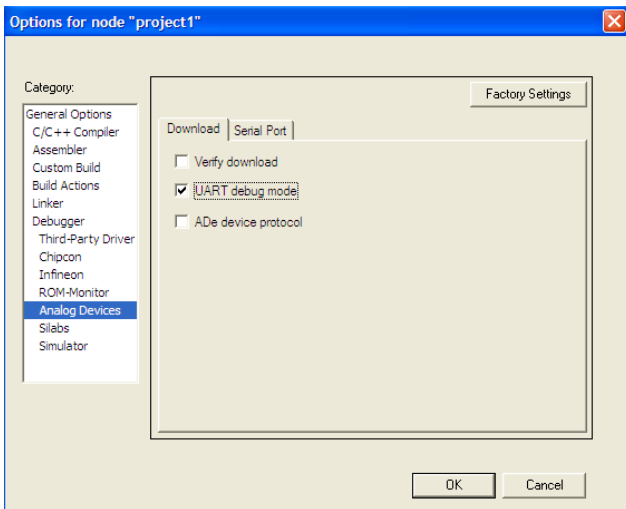 Options for node "project1"
Category:
Factory Settings
General Options
C/C++ Compiler
Assembler
Custom Build
Build Actions
Linker
Debugger
Third-Party Driver
Chipcon
Infineon
ROM-Monitor
Analog Devices
Silabs
Simulator
Download
Serial Port
Verify download
UART debug mode
ADe device protocol
OK
Cancel